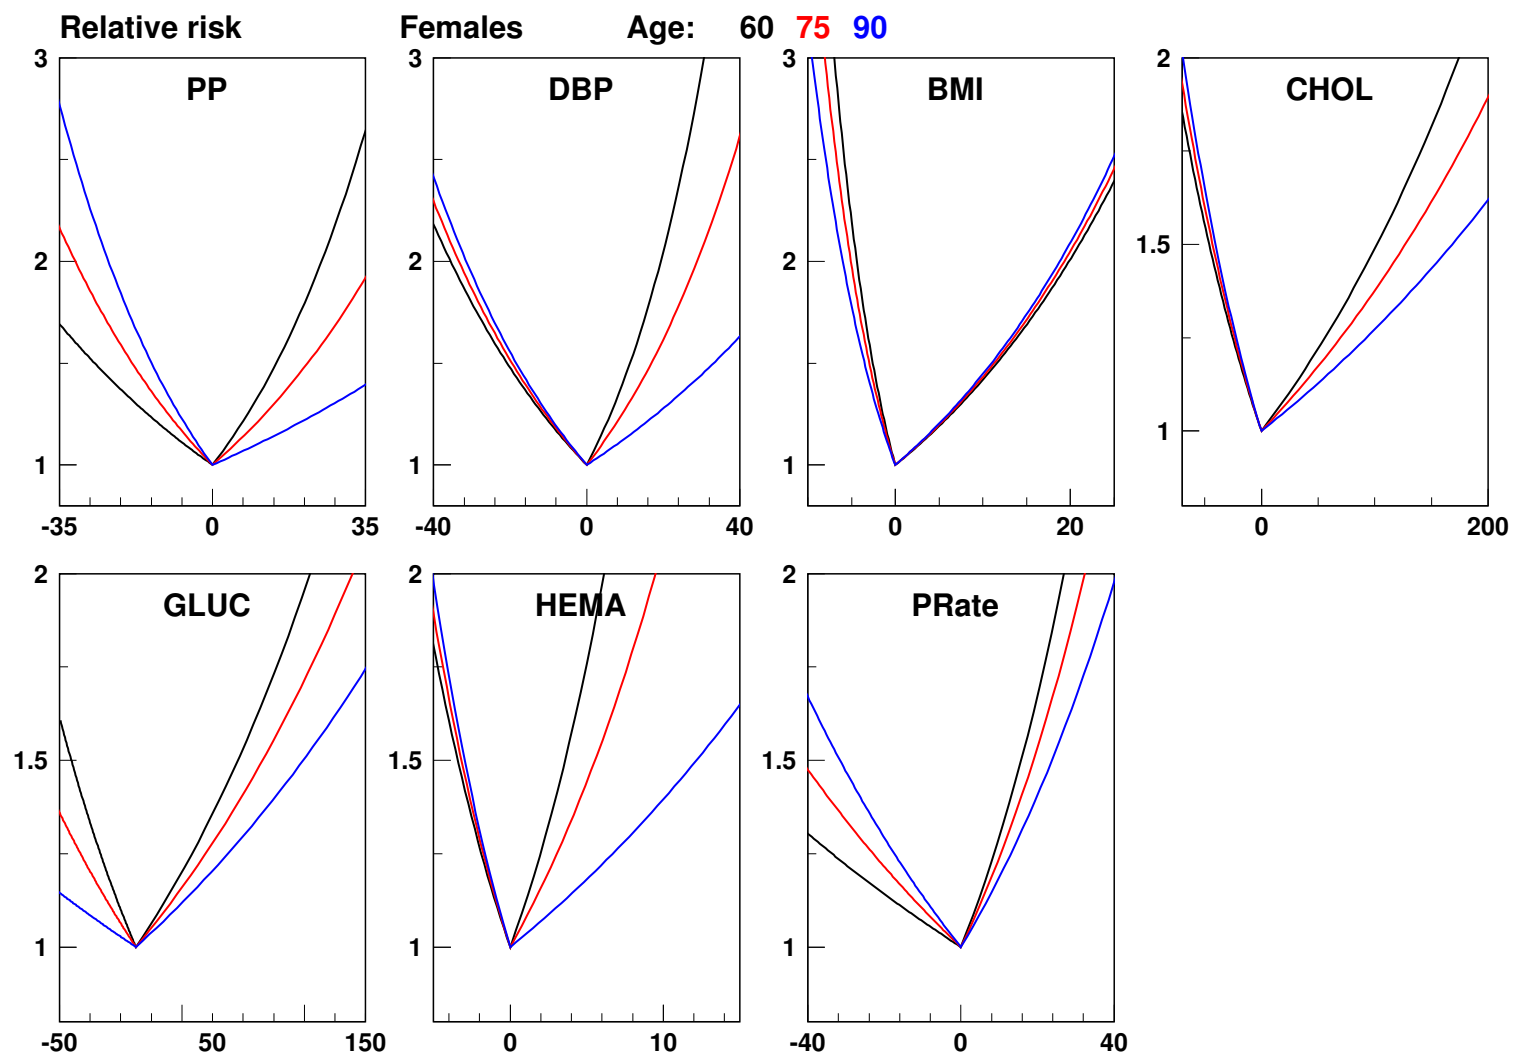 Relative risk Females Age: 60 75 90
3 3 3 2
PP DBP BMI CHOL
2 2 2 1.5
1 1 1 1
-35 0 35 -40 0 40 0 20 0 200
2 2 2
GLUC HEMA PRate
1.5 1.5 1.5
1 1 1
-50 50 150 0 10 -40 0 40